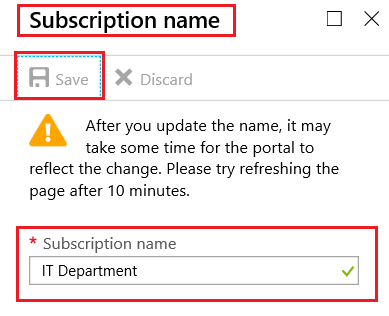 Subscription name
Save Discard
After you update the name, it may
take some time for the portal to
reflect the change. Please try refreshing the
page after 10 minutes.
* Subscription name
IT Department